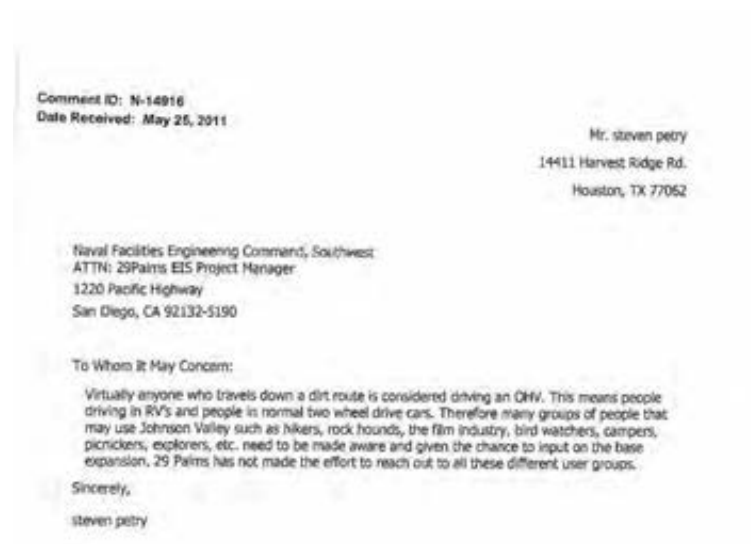 Comment ID: N-14916
Date Received: May 25, 2011
Mr. steven petry
14411 Harvest Ridge Rd.
Houston, TX 77062
Naval Facilities Engineering Command, Southwest
ATTN: 29Palms EIS Project Manager
1220 Pacific Highway
San Diego, CA 92132-5190
To Whom It May Concern:
Virtually anyone who travels down a dirt route is considered driving an OHV. This means people
driving in RV's and people in normal two wheel drive cars. Therefore many groups of people that
may use Johnson Valley such as hikers, rock hounds, the film industry, bird watchers, campers,
picnickers, explorers, etc. need to be made aware and given the chance to input on the base
expansion. 29 Palms has not made the effort to reach out to all these different user groups.
Sincerely,
steven petry